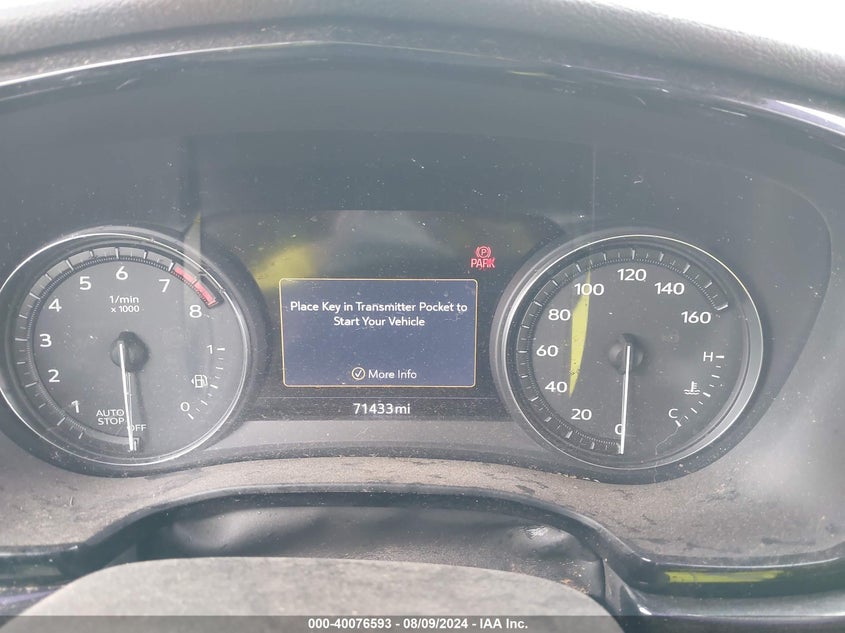 1/min
x 1000
1
2
3
4
5
6
7
8
AUTO
STOP
OFF
1
0
Place Key in Transmitter Pocket to
Start Your Vehicle
More Info
71433mi
P
PARK
0
20
40
60
80
100
120
140
160
H
C
000-40076593 - 08/09/2024 - IAA Inc.